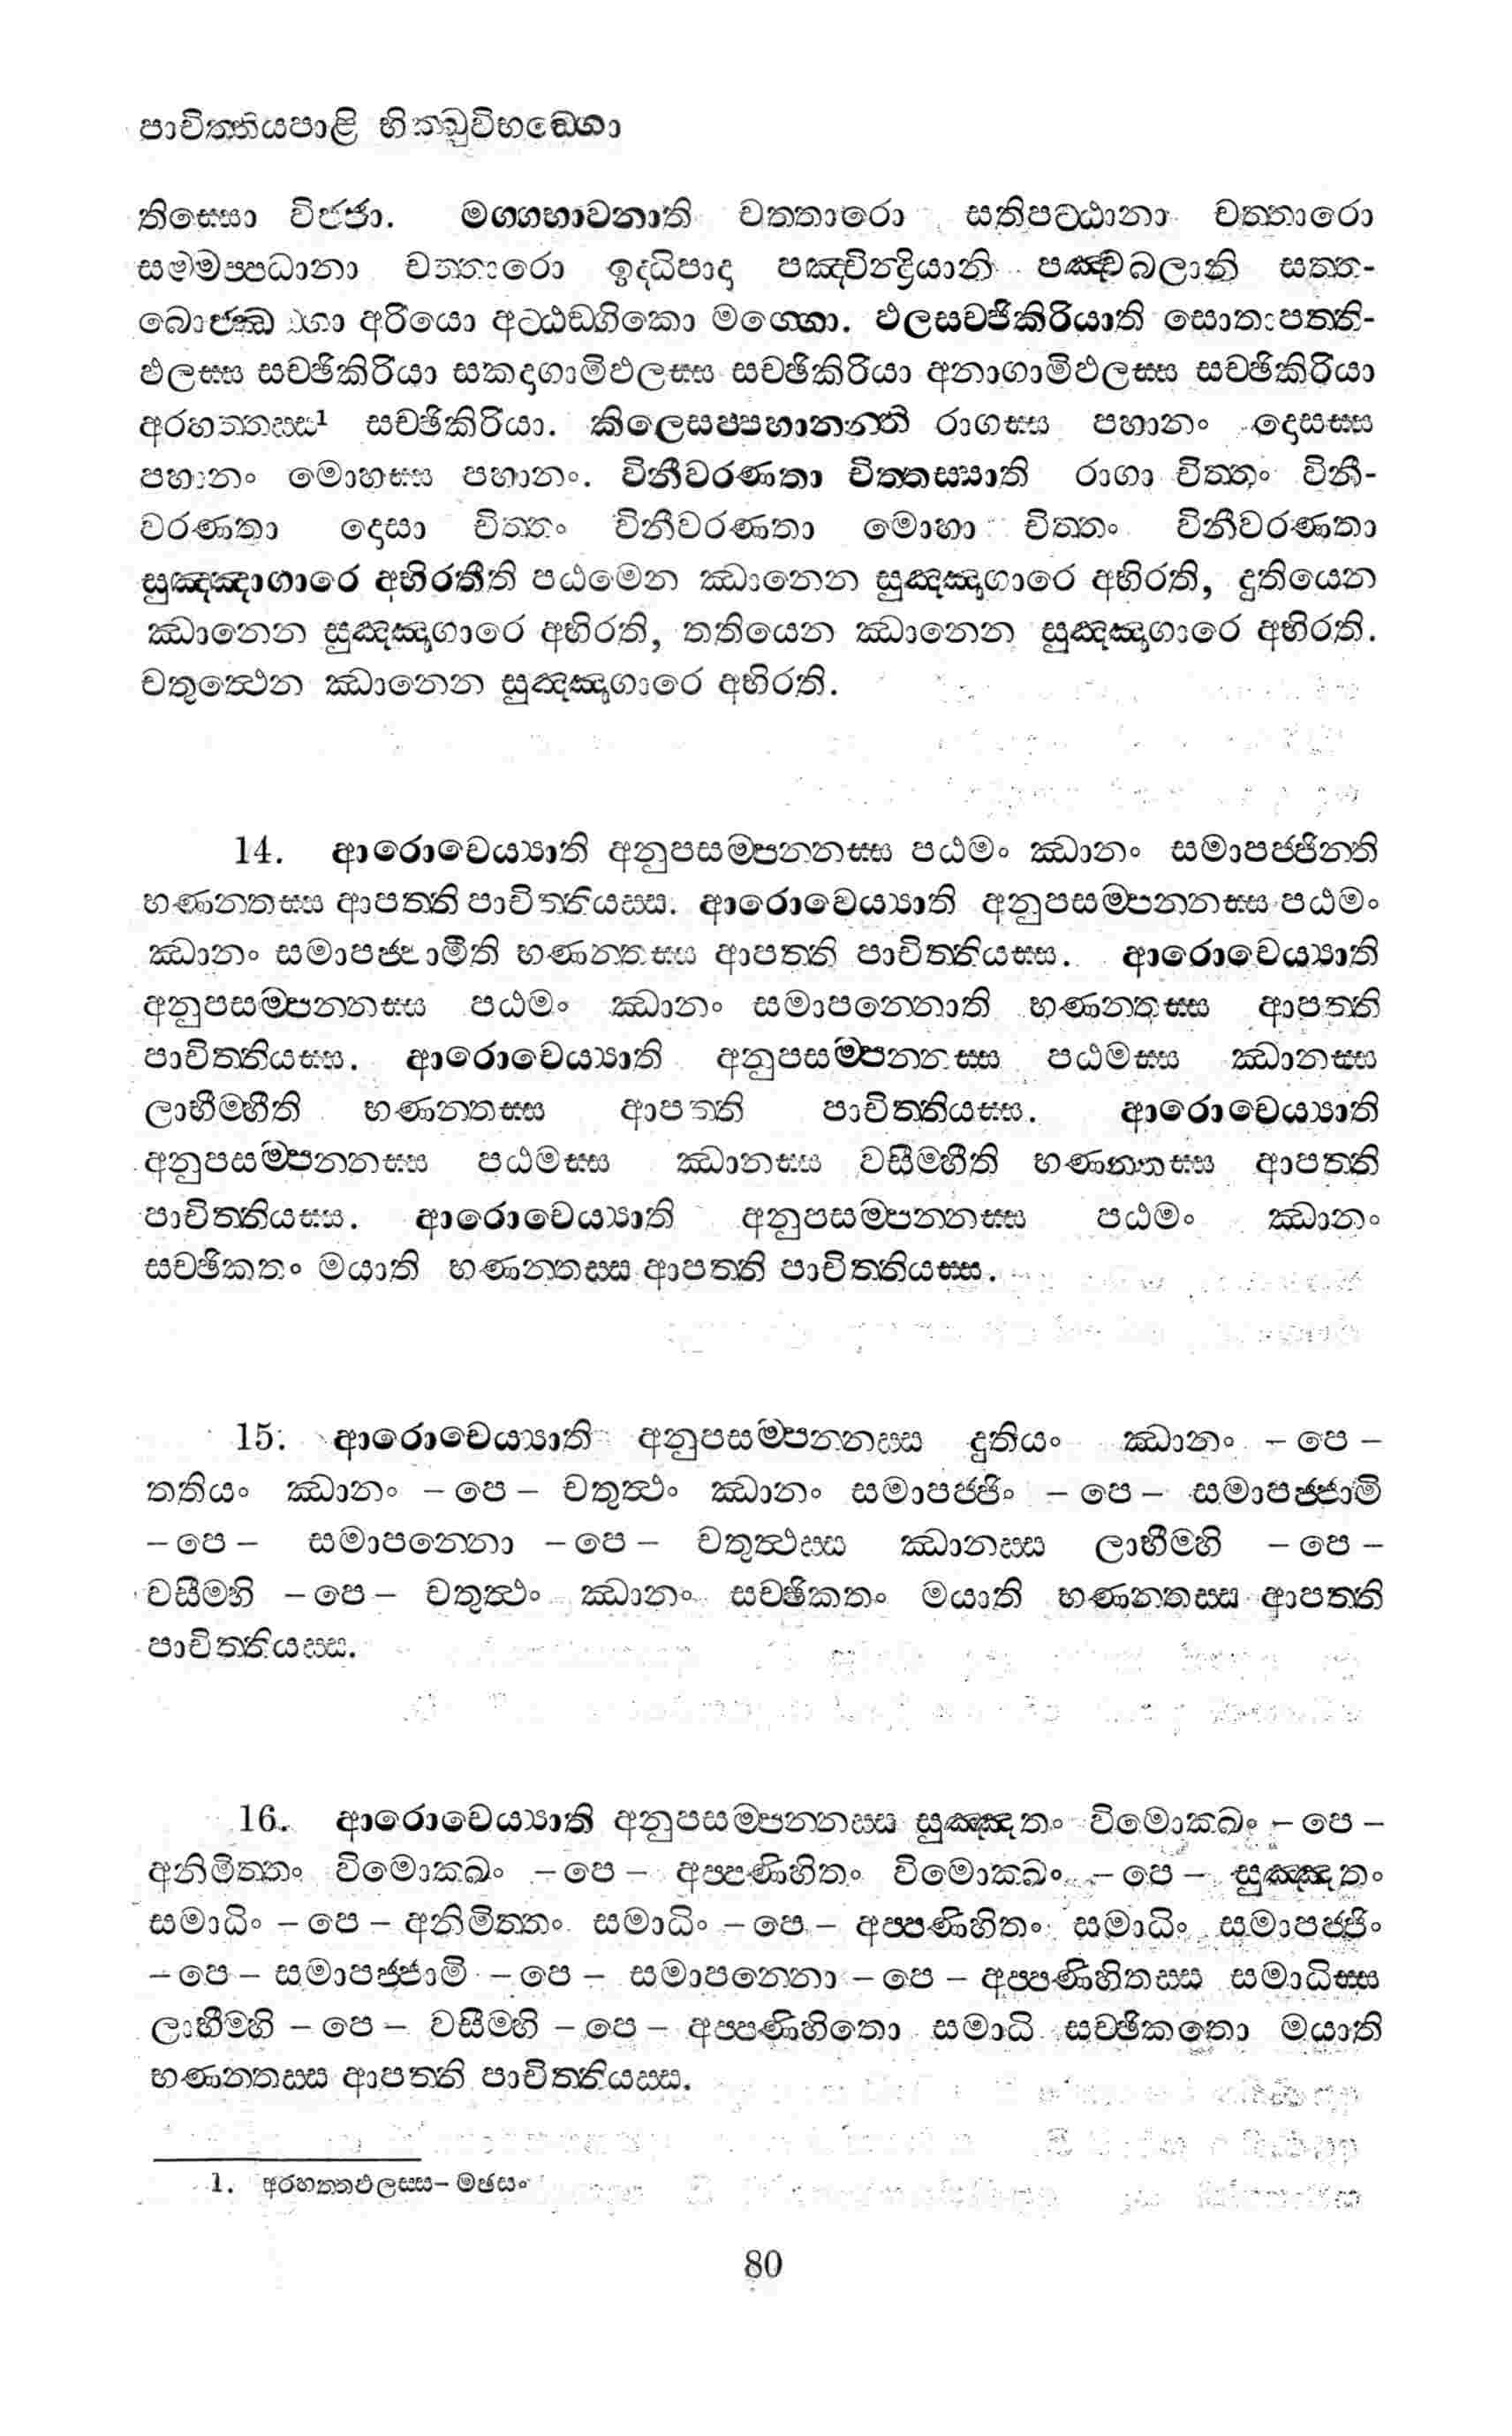 පාචිත්තියපාළි භික්ඛුවිභඞ්ගො
තිස්සො විජ්ජා. මග්ගභාවනාති චත්තාරො සතිපට්ඨානා චත්තාරො
සම්මප්පධානා චත්තාරො ඉද්ධිපාදා පඤ්චින්ද්‍රියානි පඤ්චබලානි සත්ත-
බොජ්ඣඞ්ගා අරියො අට්ඨඞ්ගිකො මග්ගො. ඵලසච්ඡිකිරියාති සොතාපත්ති-
ඵලස්ස සච්ඡිකිරියා සකදාගාමිඵලස්ස සච්ඡිකිරියා අනාගාමිඵලස්ස සච්ඡිකිරියා
අරහත්තස්ස1 සච්ඡිකිරියා. කිලෙසප්පහානන්ති රාගස්ස පහානං දොසස්ස
පහානං මොහස්ස පහානං. විනීවරණතා චිත්තස්සාති රාගා චිත්තං විනී-
වරණතා දොසා චිත්තං විනීවරණතා මොහා චිත්තං විනීවරණතා
සුඤ්ඤාගාරෙ අභිරතීති පඨමෙන ඣානෙන සුඤ්ඤාගාරෙ අභිරති, දුතියෙන
ඣානෙන සුඤ්ඤාගාරෙ අභිරති, තතියෙන ඣානෙන සුඤ්ඤාගාරෙ අභිරති.
චතුත්ථෙන ඣානෙන සුඤ්ඤාගාරෙ අභිරති.
14. ආරොචෙය්‍යාති අනුපසම්පන්නස්ස පඨමං ඣානං සමාපජ්ජින්ති
භණන්තස්ස ආපත්ති පාචිත්තියස්ස. ආරොචෙය්‍යාති අනුපසම්පන්නස්ස පඨමං
ඣානං සමාපජ්ජාමීති භණන්තස්ස ආපත්ති පාචිත්තියස්ස. ආරොචෙය්‍යාති
අනුපසම්පන්නස්ස පඨමං ඣානං සමාපන්නොති භණන්තස්ස ආපත්ති
පාචිත්තියස්ස. ආරොචෙය්‍යාති අනුපසම්පන්නස්ස පඨමස්ස ඣානස්ස
ලාභීම්හීති භණන්තස්ස ආපත්ති පාචිත්තියස්ස. ආරොචෙය්‍යාති
අනුපසම්පන්නස්ස පඨමස්ස ඣානස්ස වසීම්හීති භණන්තස්ස ආපත්ති
පාචිත්තියස්ස. ආරොචෙය්‍යාති අනුපසම්පන්නස්ස පඨමං ඣානං
සච්ඡිකතං මයාති භණන්තස්ස ආපත්ති පාචිත්තියස්ස.
15. ආරොචෙය්‍යාති අනුපසම්පන්නස්ස දුතියං ඣානං – පෙ –
තතියං ඣානං – පෙ – චතුත්ථං ඣානං සමාපජ්ජිං – පෙ – සමාපජ්ජාමි
– පෙ – සමාපන්නො – පෙ – චතුත්ථස්ස ඣානස්ස ලාභීම්හි – පෙ –
වසීම්හි – පෙ – චතුත්ථං ඣානං සච්ඡිකතං මයාති භණන්තස්ස ආපත්ති
පාචිත්තියස්ස.
16. ආරොචෙය්‍යාති අනුපසම්පන්නස්ස සුඤ්ඤතං විමොක්ඛං – පෙ –
අනිමිත්තං විමොක්ඛං – පෙ – අප්පණිහිතං විමොක්ඛං – පෙ – සුඤ්ඤතං
සමාධිං – පෙ – අනිමිත්තං සමාධිං – පෙ – අප්පණිහිතං සමාධිං සමාපජ්ජිං
– පෙ – සමාපජ්ජාමි – පෙ – සමාපන්නො – පෙ – අප්පණිහිතස්ස සමාධිස්ස
ලාභීම්හි – පෙ – වසීම්හි – පෙ – අප්පණිහිතො සමාධි සච්ඡිකතො මයාති
භණන්තස්ස ආපත්ති පාචිත්තියස්ස.
1. අරහත්තඵලස්ස – මඡසං
80